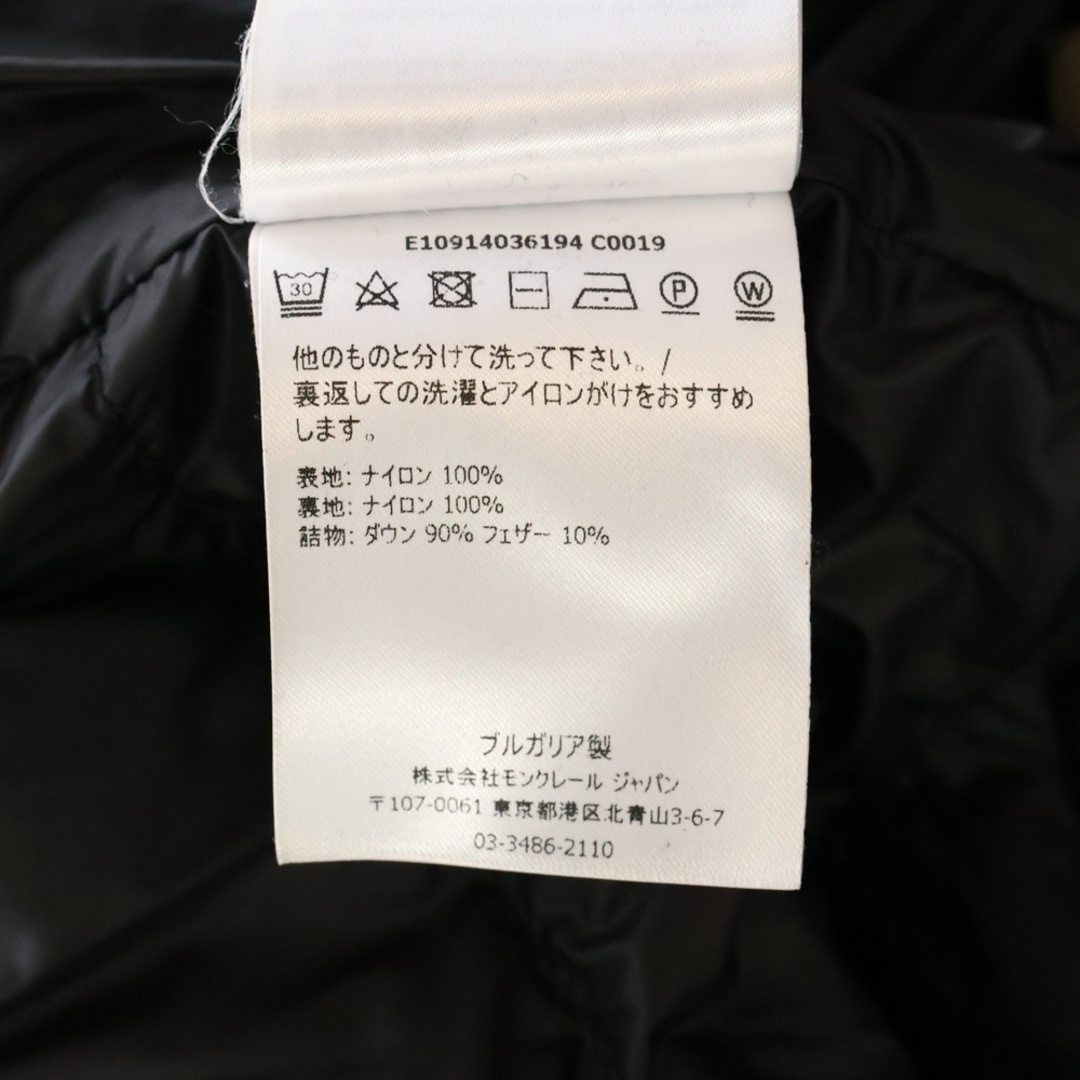 E10914036194 C0019
30 P W
他のものと分けて洗って下さい。/
裏返しての洗濯とアイロンがけをおすすめ
します。
表地: ナイロン 100%
裏地: ナイロン 100%
詰物: ダウン 90% フェザー 10%
ブルガリア製
株式会社モンクレール ジャパン
〒107-0061 東京都港区北青山3-6-7
03-3486-2110